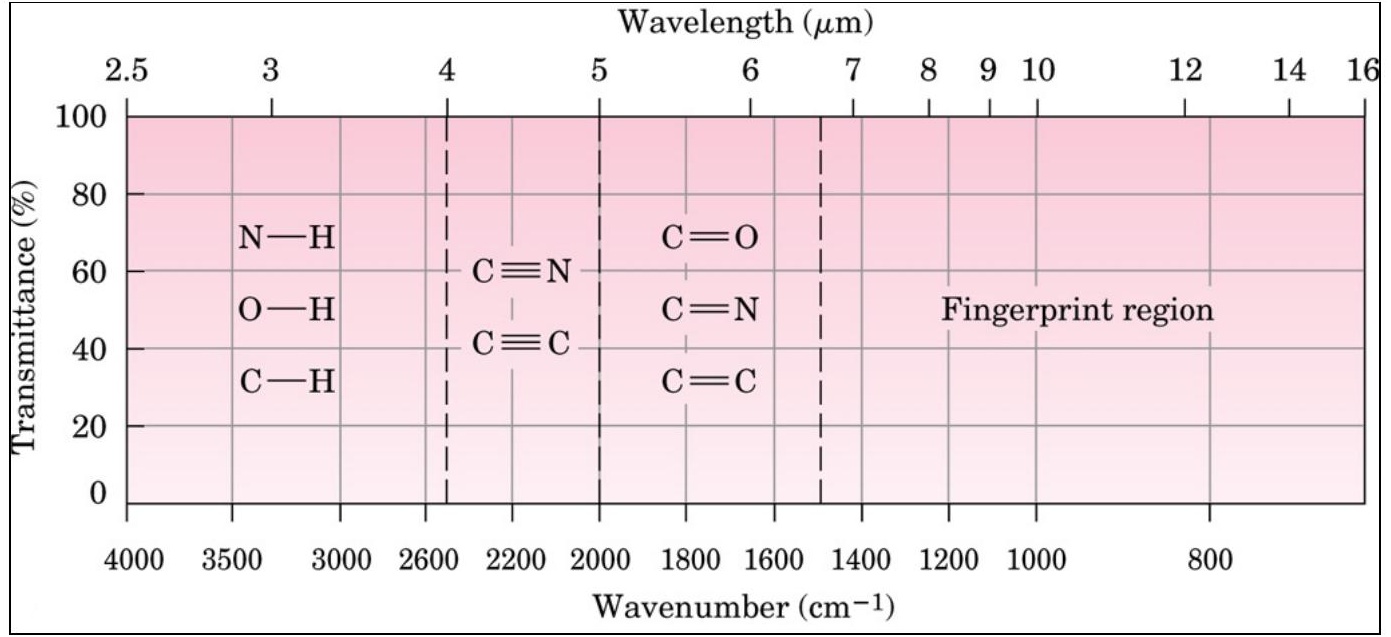 Wavelength (μm)
2.5 3 4 5 6 7 8 9 10 12 14 16
Transmittance (%)
100
80
60
40
20
0
N—H
O—H
C—H
C≡N
C≡C
C=O
C=N
C=C
Fingerprint region
4000 3500 3000 2600 2200 2000 1800 1600 1400 1200 1000 800
Wavenumber (cm−1)